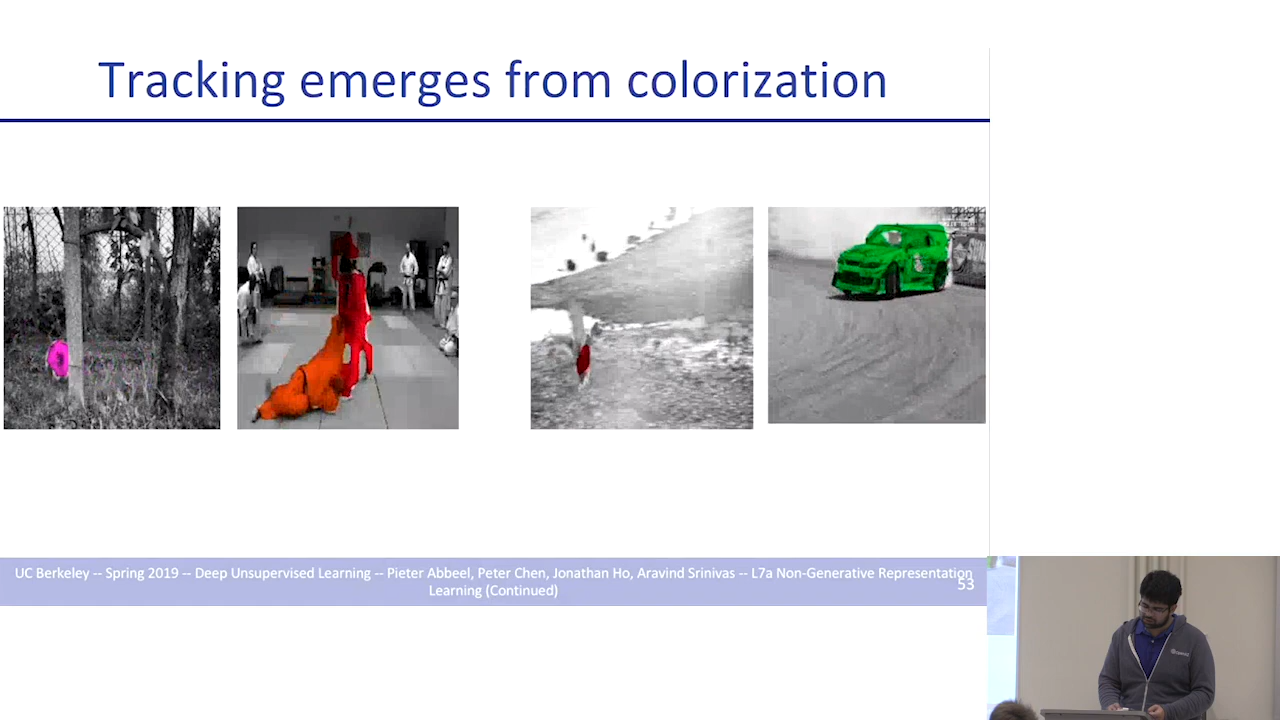 Tracking emerges from colorization
UC Berkeley -- Spring 2019 -- Deep Unsupervised Learning -- Pieter Abbeel, Peter Chen, Jonathan Ho, Aravind Srinivas -- L7a Non-Generative Representation
Learning (Continued)
53